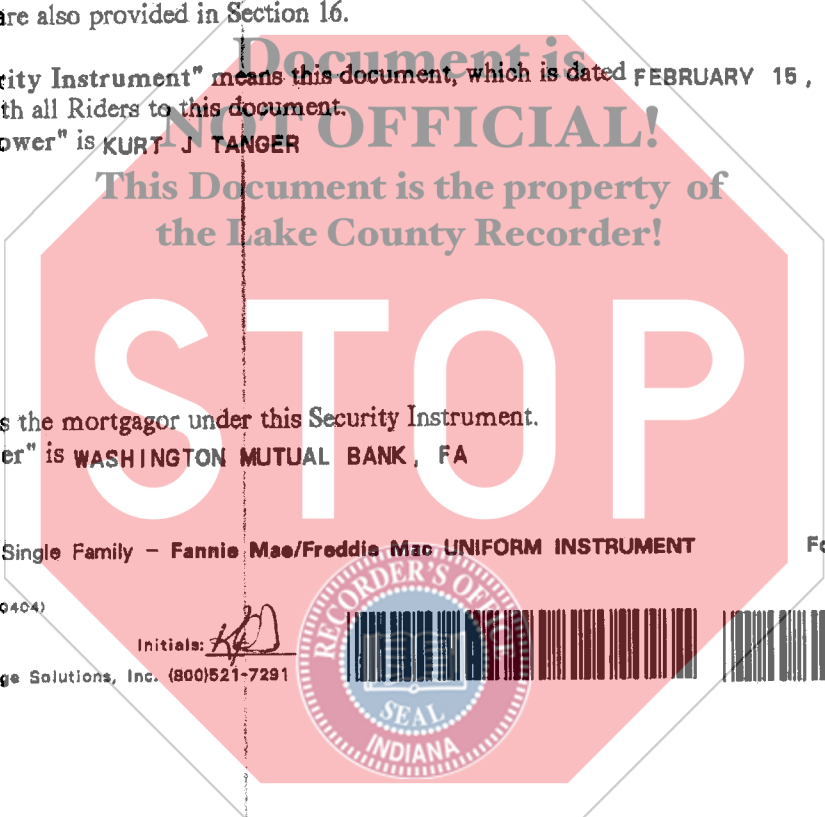 are also provided in Section 16.
Document is
rity Instrument" means this document, which is dated FEBRUARY 15,
th all Riders to this document.
NOT OFFICIAL!
ower" is KURT J TANGER
This Document is the property of
the Lake County Recorder!
STOP
s the mortgagor under this Security Instrument.
er" is WASHINGTON MUTUAL BANK, FA
Single Family – Fannie Mae/Freddie Mac UNIFORM INSTRUMENT Fo
0404)
Initials:
ge Solutions, Inc. (800)521-7291
RECORDER'S OFFICE
SEAL
INDIANA